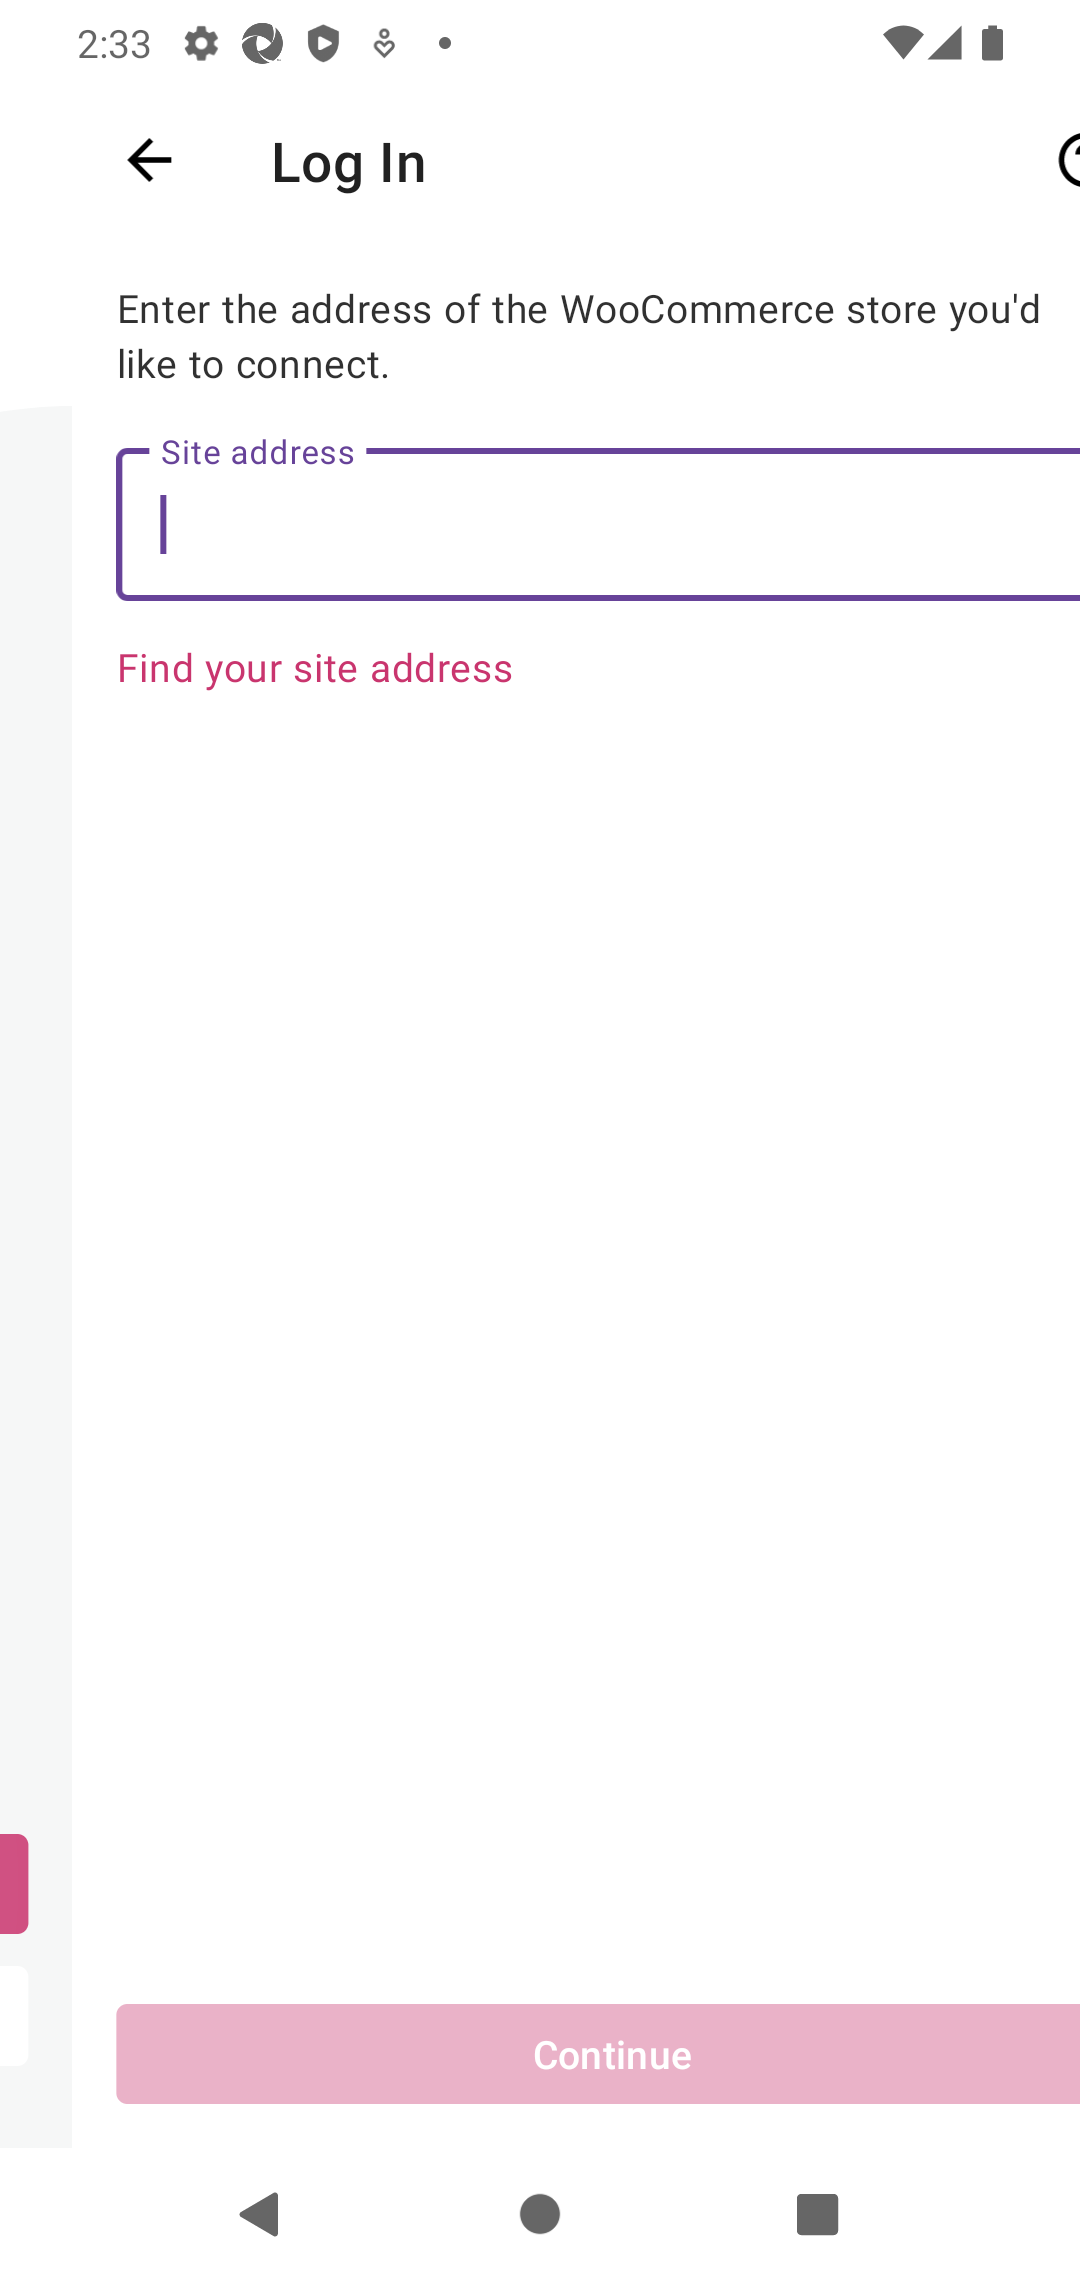 2:33
Log In
Enter the address of the WooCommerce store you'd
like to connect.
Site address
Find your site address
Continue